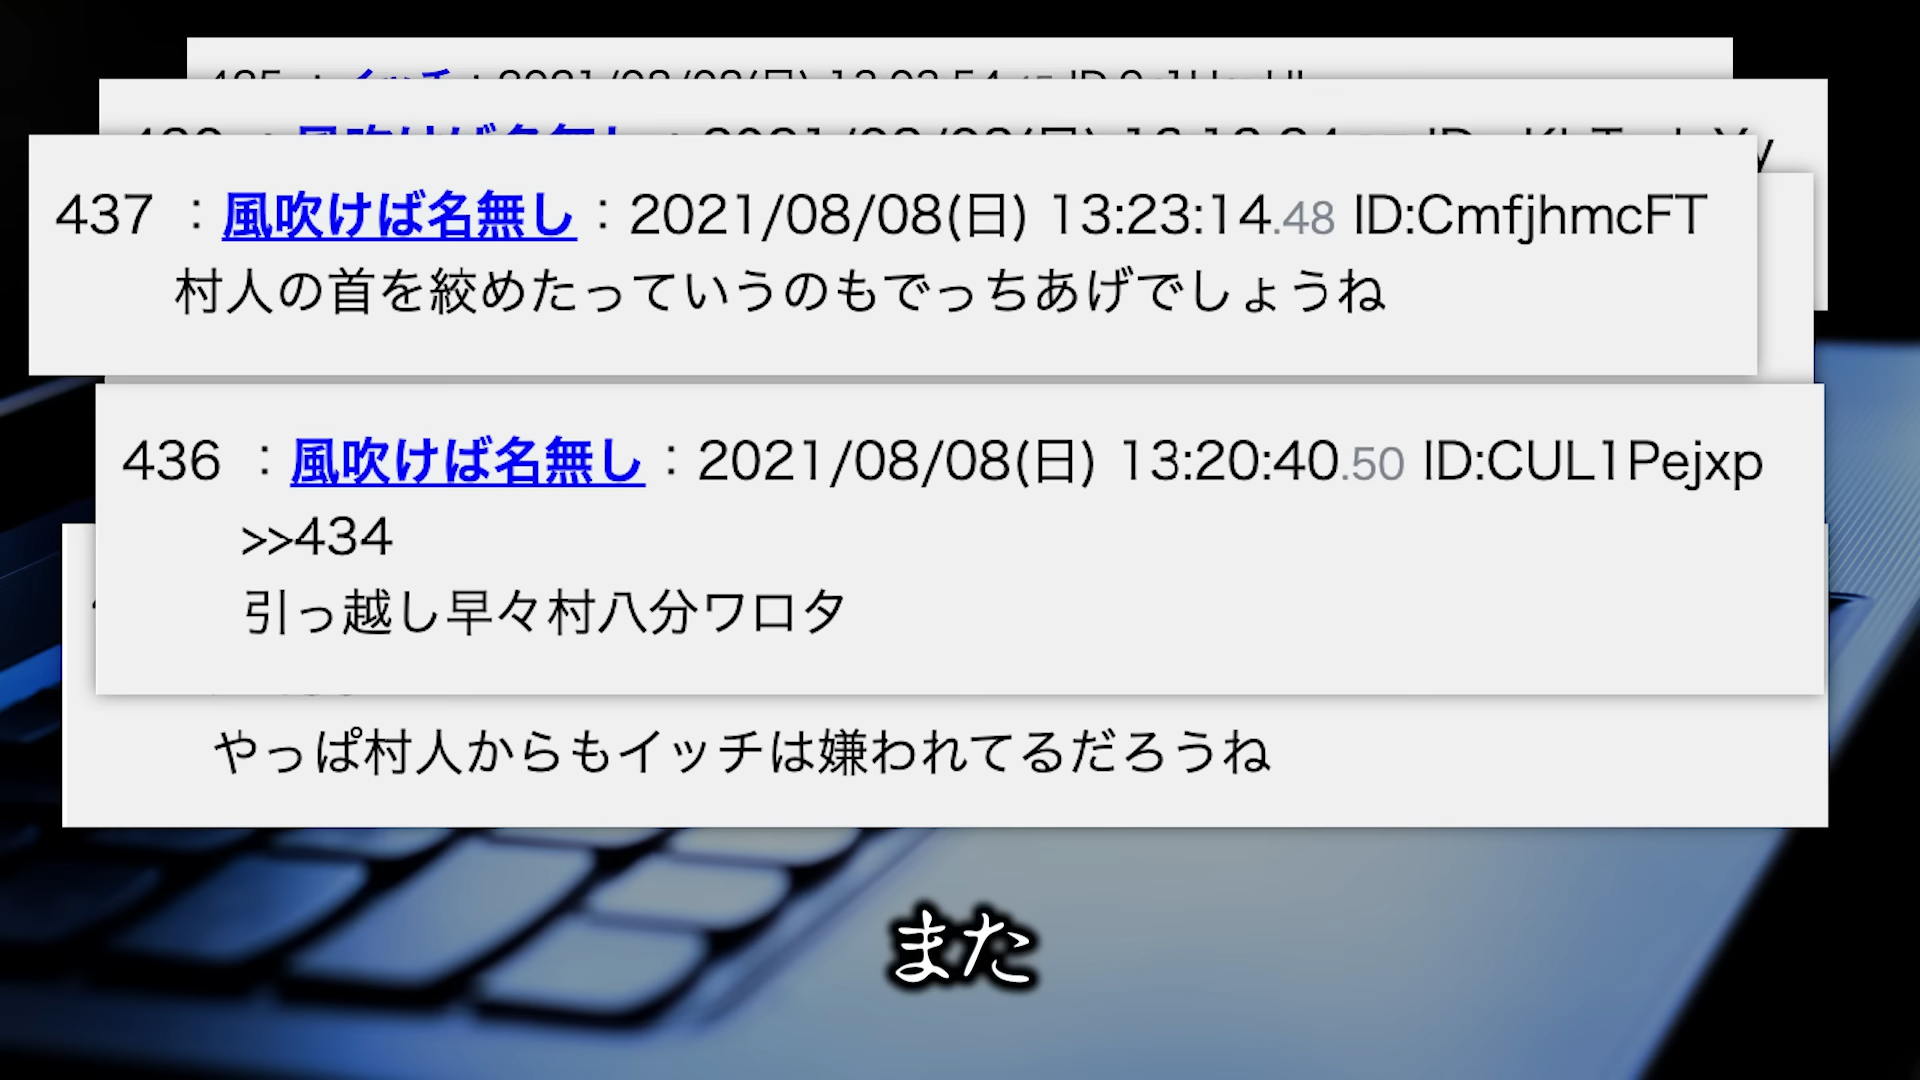 437 ：風吹けば名無し：2021/08/08(日) 13:23:14.48 ID:CmfjhmcFT
村人の首を絞めたっていうのもでっちあげでしょうね
436 ：風吹けば名無し：2021/08/08(日) 13:20:40.50 ID:CUL1Pejxp
>>434
引っ越し早々村八分ワロタ
やっぱ村人からもイッチは嫌われてるだろうね
また